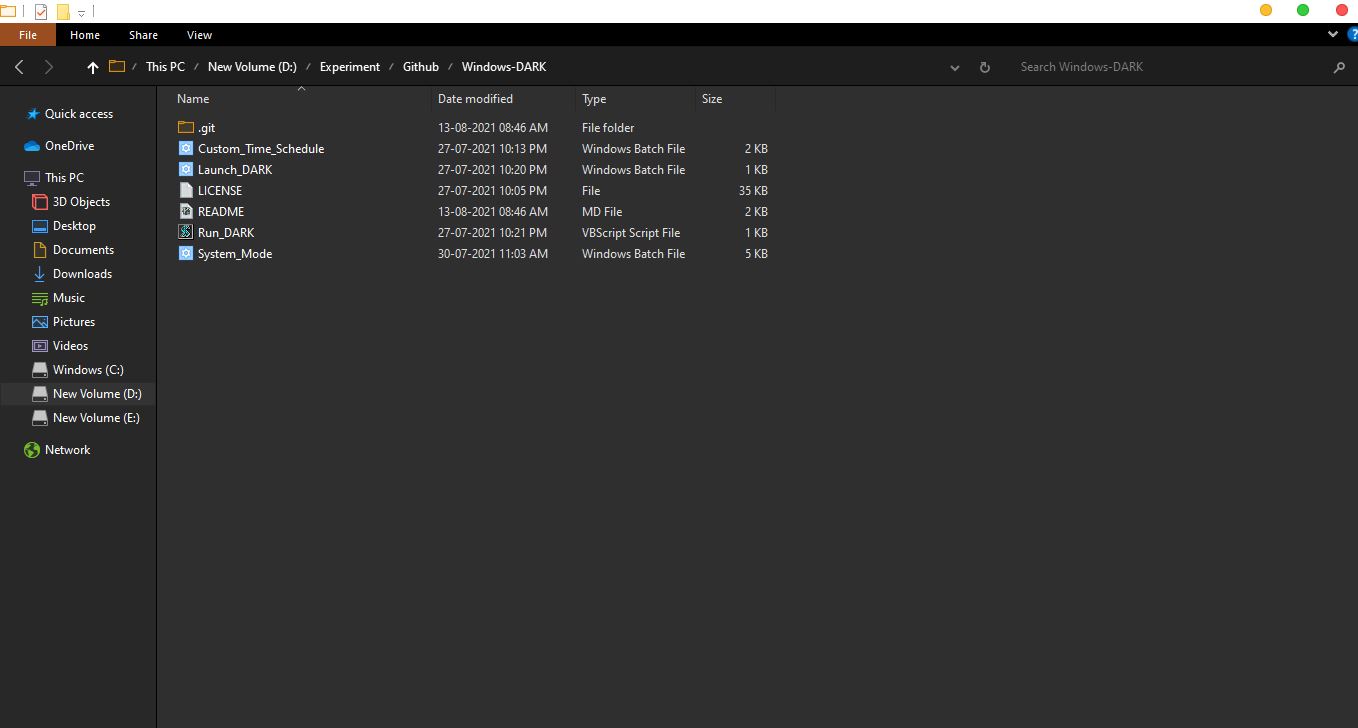 File Home Share View
This PC / New Volume (D:) / Experiment / Github / Windows-DARK Search Windows-DARK
Name Date modified Type Size
Quick access
OneDrive
This PC
3D Objects
Desktop
Documents
Downloads
Music
Pictures
Videos
Windows (C:)
New Volume (D:)
New Volume (E:)
Network
.git 13-08-2021 08:46 AM File folder
Custom_Time_Schedule 27-07-2021 10:13 PM Windows Batch File 2 KB
Launch_DARK 27-07-2021 10:20 PM Windows Batch File 1 KB
LICENSE 27-07-2021 10:05 PM File 35 KB
README 13-08-2021 08:46 AM MD File 2 KB
Run_DARK 27-07-2021 10:21 PM VBScript Script File 1 KB
System_Mode 30-07-2021 11:03 AM Windows Batch File 5 KB